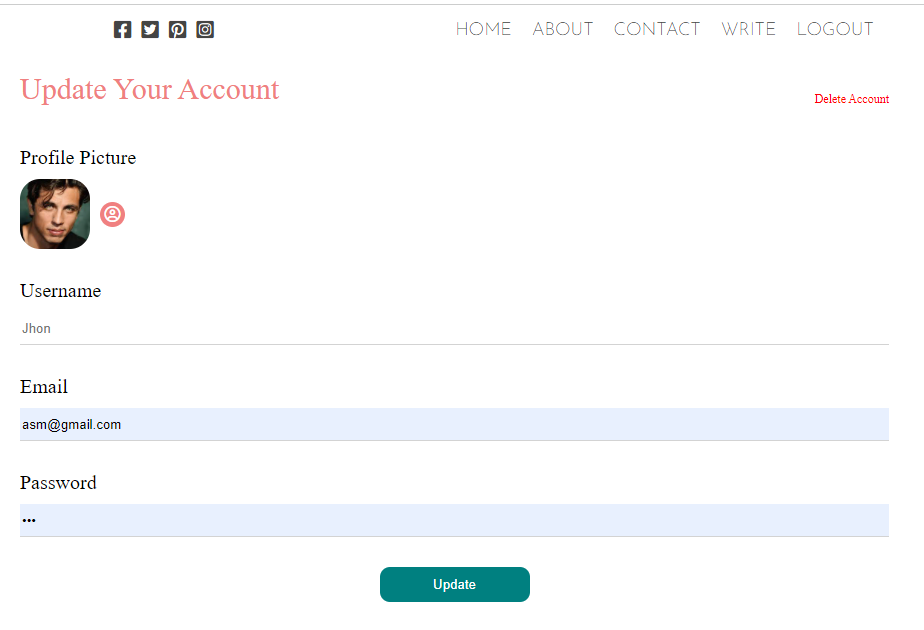 HOME ABOUT CONTACT WRITE LOGOUT
Update Your Account
Delete Account
Profile Picture
Username
Jhon
Email
asm@gmail.com
Password
•••
Update